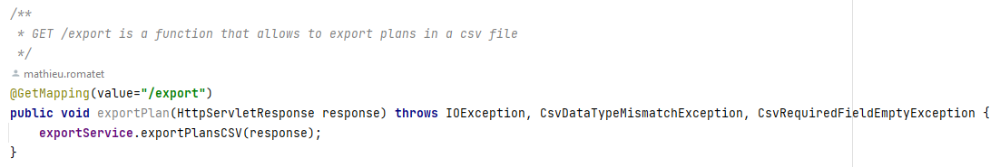 /**
 * GET /export is a function that allows to export plans in a csv file
 */
mathieu.romatet
@GetMapping(value="/export")
public void exportPlan(HttpServletResponse response) throws IOException, CsvDataTypeMismatchException, CsvRequiredFieldEmptyException {
    exportService.exportPlansCSV(response);
}